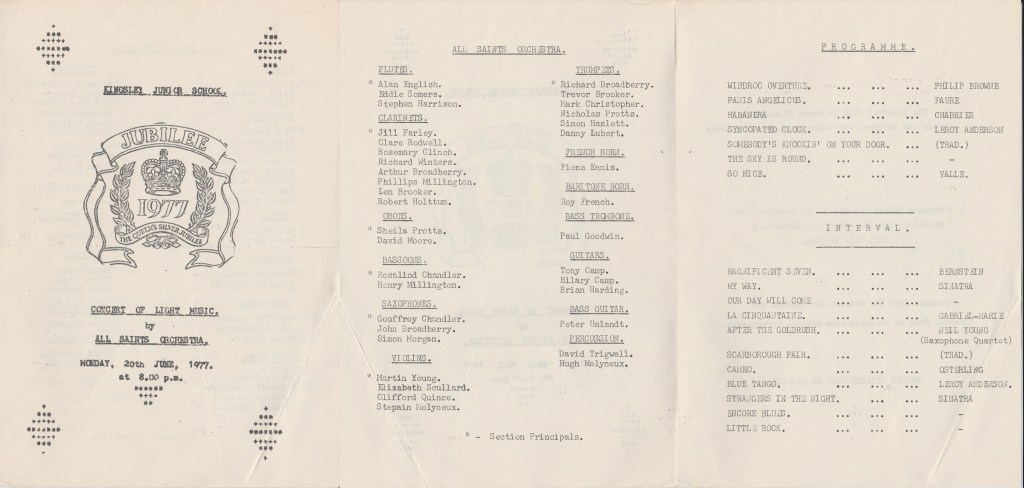 KINGSLEY JUNIOR SCHOOL.
JUBILEE
1977
THE QUEEN'S SILVER JUBILEE
CONCERT OF LIGHT MUSIC.
by
ALL SAINTS ORCHESTRA.
MONDAY, 20th JUNE, 1977.
at 8.00 p.m.
ALL SAINTS ORCHESTRA.
FLUTES.
* Alan English.
Eddie Somers.
Stephen Harrison.
CLARINETS.
* Jill Farley.
Clare Rodwell.
Rosemary Clinch.
Richard Winters.
Arthur Broadberry.
Phillips Millington.
Len Brooker.
Robert Holttum.
OBOES.
* Sheila Protts.
David Moore.
BASSOONS.
* Rosalind Chandler.
Henry Millington.
SAXOPHONES.
* Geoffrey Chandler.
John Broadberry.
Simon Morgan.
VIOLINS.
* Martin Young.
Elizabeth Scullard.
Clifford Quince.
Stepain Molyneux.
TRUMPETS.
* Richard Broadberry.
Trevor Brooker.
Mark Christopher.
Nicholas Protts.
Simon Haslett.
Danny Lubert.
FRENCH HORN.
Fiona Ennis.
BARITONE HORN.
Roy French.
BASS TROMBONE.
Paul Goodwin.
GUITARS.
Tony Camp.
Hilary Camp.
Brian Harding.
BASS GUITAR.
Peter Umlandt.
PERCUSSION.
David Trigwell.
Hugh Molyneux.
* - Section Principals.
PROGRAMME.
WINDROC OVERTURE. ... ... ... PHILIP BROWNE
PANIS ANGELICUS. ... ... ... FAURE
HABANERA ... ... ... CHABRIER
SYNCOPATED CLOCK. ... ... ... LEROY ANDERSON
SOMEBODY'S KNOCKIN' ON YOUR DOOR. ... ... (TRAD.)
THE SKY IS ROUND. ... ... ... -
SO NICE. ... ... ... VALLE.
INTERVAL.
MAGNIFICENT SEVEN. ... ... ... BERNSTEIN
MY WAY. ... ... ... SINATRA
OUR DAY WILL COME ... ... ... -
LA CINQUANTAINE. ... ... ... GABRIEL-MARIE
AFTER THE GOLDRUSH. ... ... ... NEIL YOUNG
(Saxophone Quartet)
SCARBOROUGH FAIR. ... ... ... (TRAD.)
CAMEO. ... ... ... OSTERLING
BLUE TANGO. ... ... ... LEROY ANDERSON.
STRANGERS IN THE NIGHT. ... ... ... SINATRA
ENCORE BLUES. ... ... ... -
LITTLE ROCK. ... ... ... -